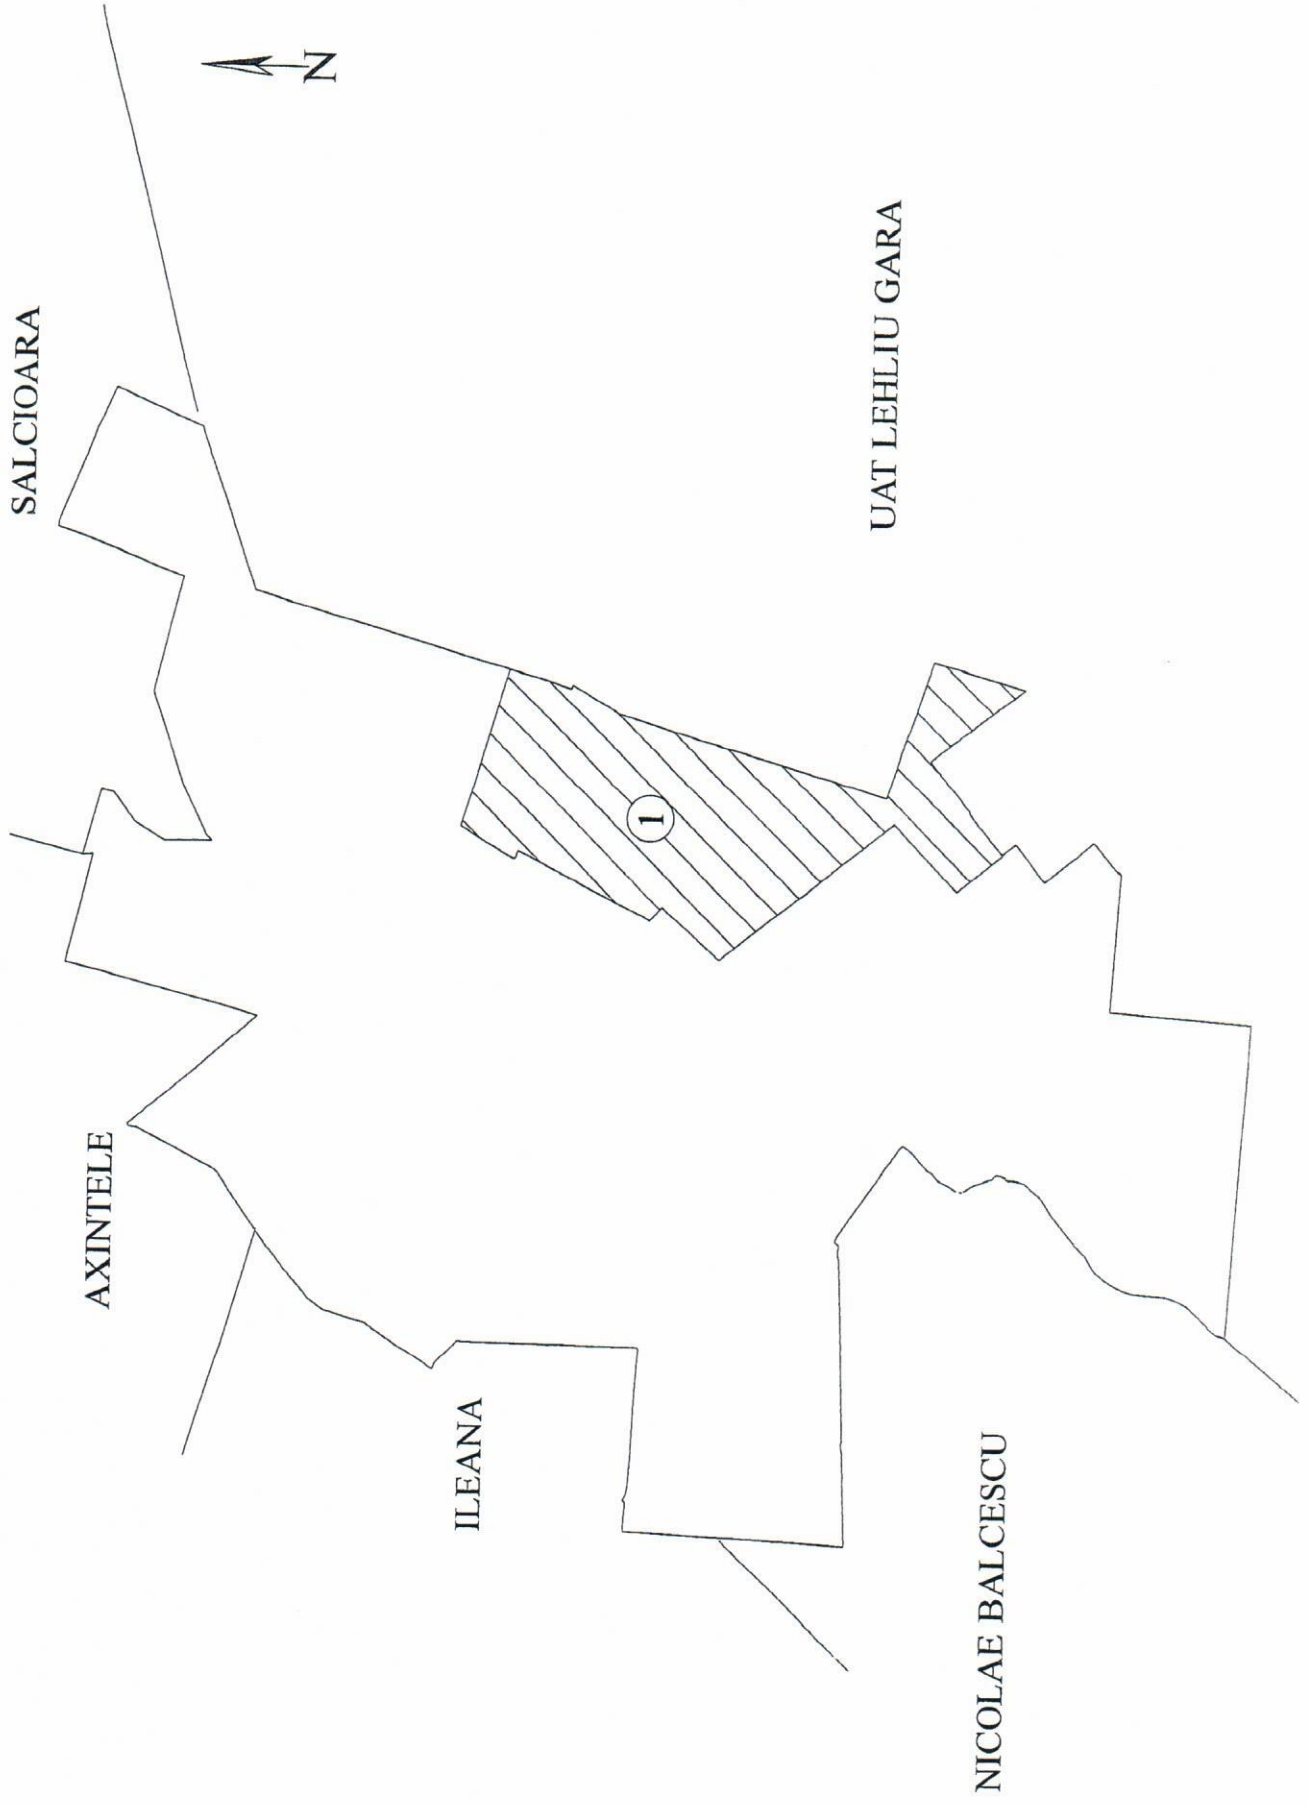 SALCIOARA
N
AXINTELE
UAT LEHLIU GARA
1
ILEANA
NICOLAE BALCESCU